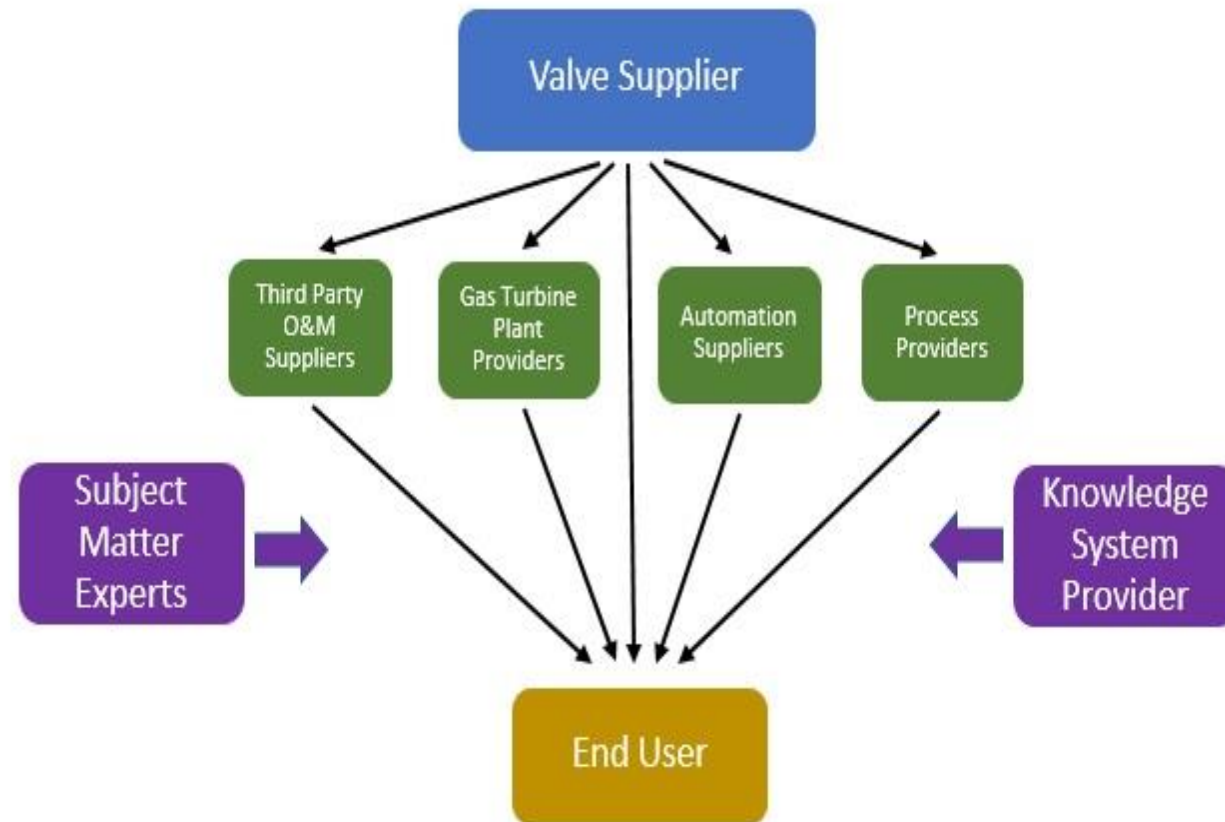 Valve Supplier
Third Party
O&M
Suppliers
Gas Turbine
Plant
Providers
Automation
Suppliers
Process
Providers
Subject
Matter
Experts
Knowledge
System
Provider
End User